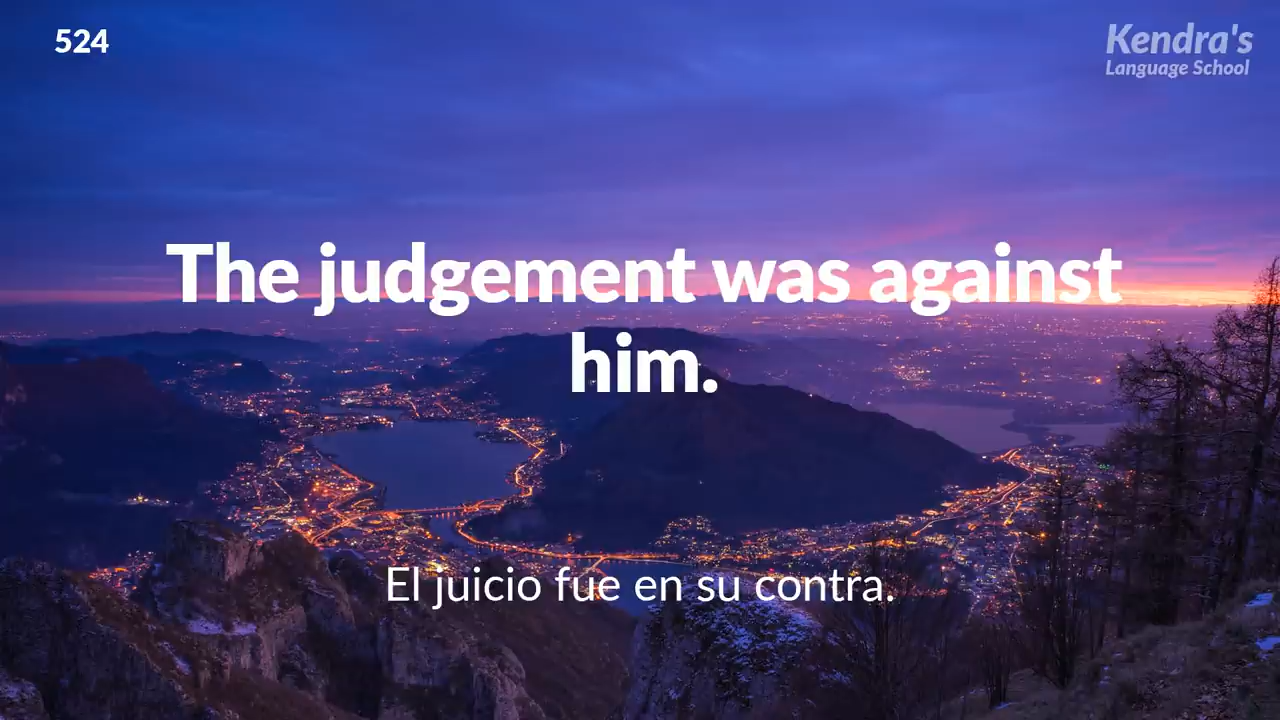 524
Kendra's
Language School
The judgement was against
him.
El juicio fue en su contra.